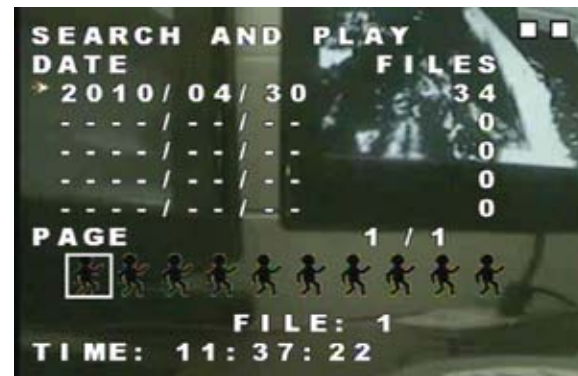 SEARCH AND PLAY
DATE FILES
2010/04/30 34
----/--/-- 0
----/--/-- 0
----/--/-- 0
----/--/-- 0
PAGE 1/1
FILE: 1
TIME: 11:37:22